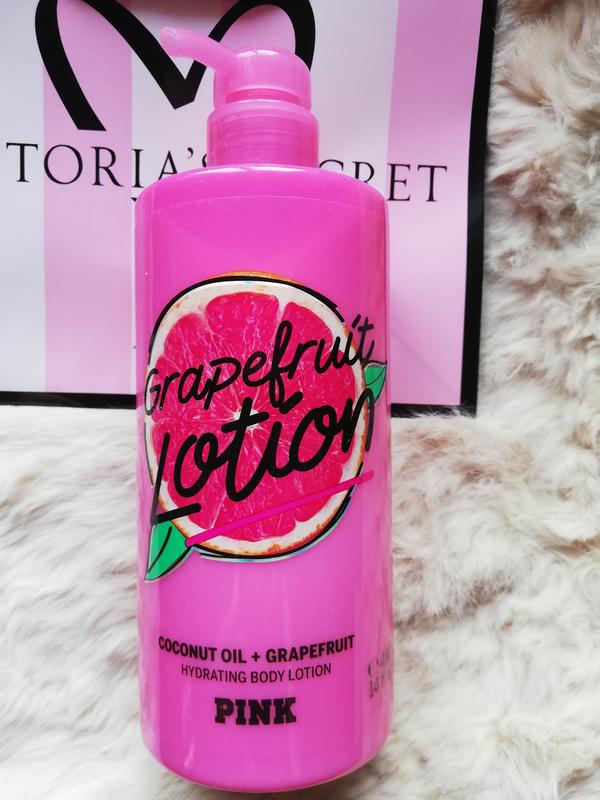 TORIA'S SECRET
Grapefruit
Lotion
COCONUT OIL + GRAPEFRUIT
HYDRATING BODY LOTION
PINK